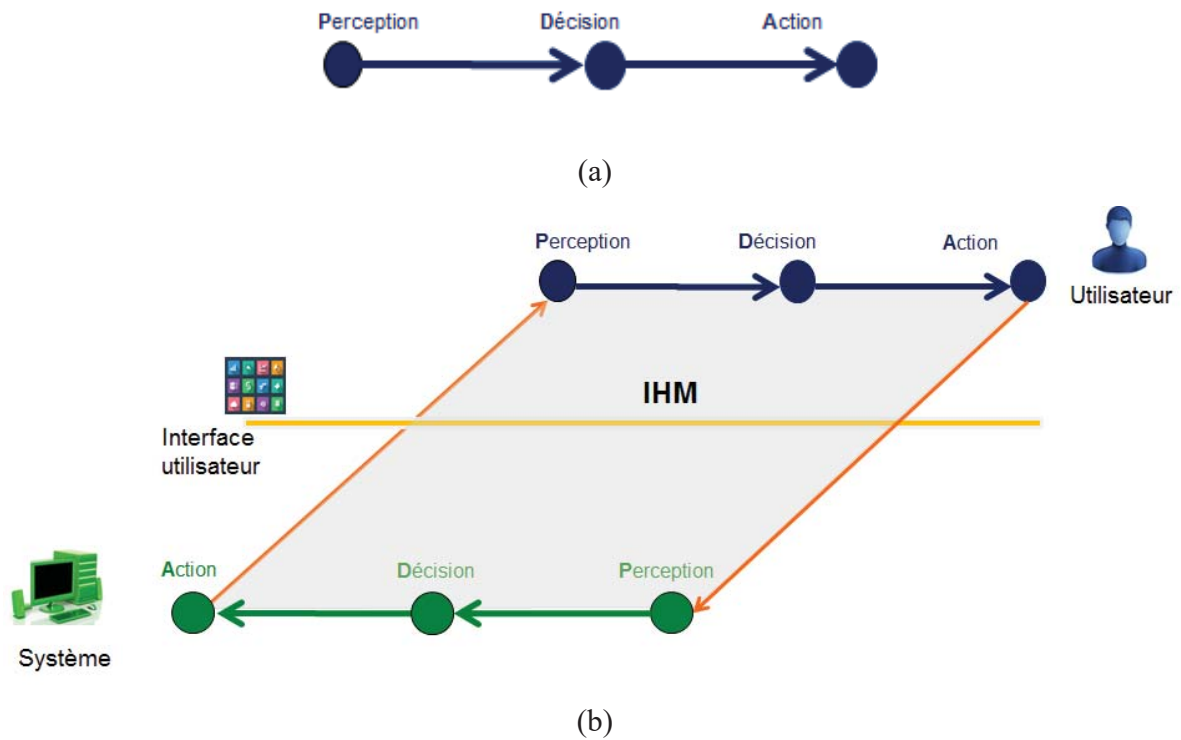 Perception Décision Action
(a)
Perception Décision Action
Utilisateur
IHM
Interface
utilisateur
Action Décision Perception
Système
(b)